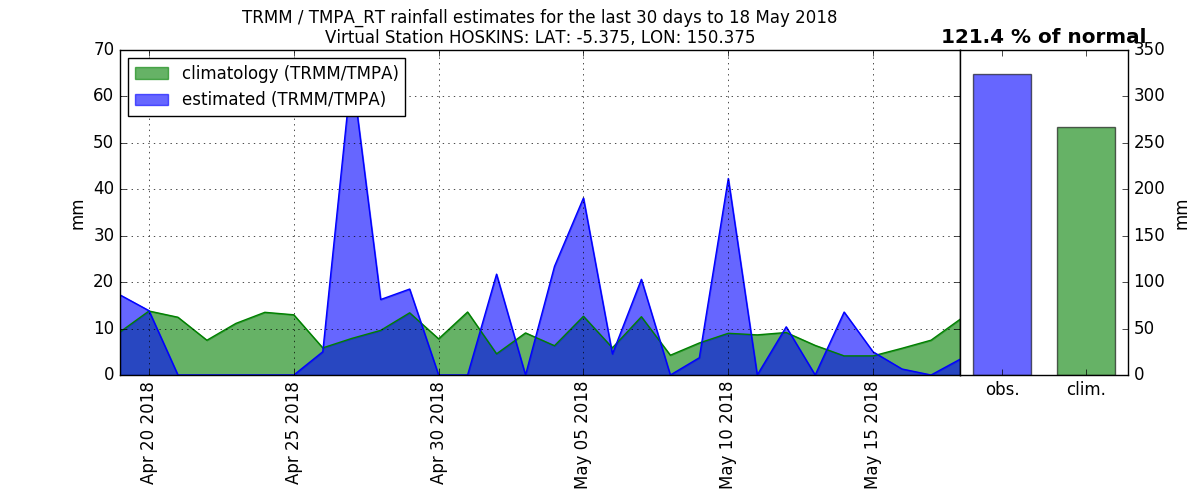 TRMM / TMPA_RT rainfall estimates for the last 30 days to 18 May 2018
Virtual Station HOSKINS: LAT: -5.375, LON: 150.375
121.4 % of normal
climatology (TRMM/TMPA)
estimated (TRMM/TMPA)
70
60
50
40
30
20
10
0
mm
Apr 20 2018
Apr 25 2018
Apr 30 2018
May 05 2018
May 10 2018
May 15 2018
350
300
250
200
150
100
50
0
mm
obs.
clim.